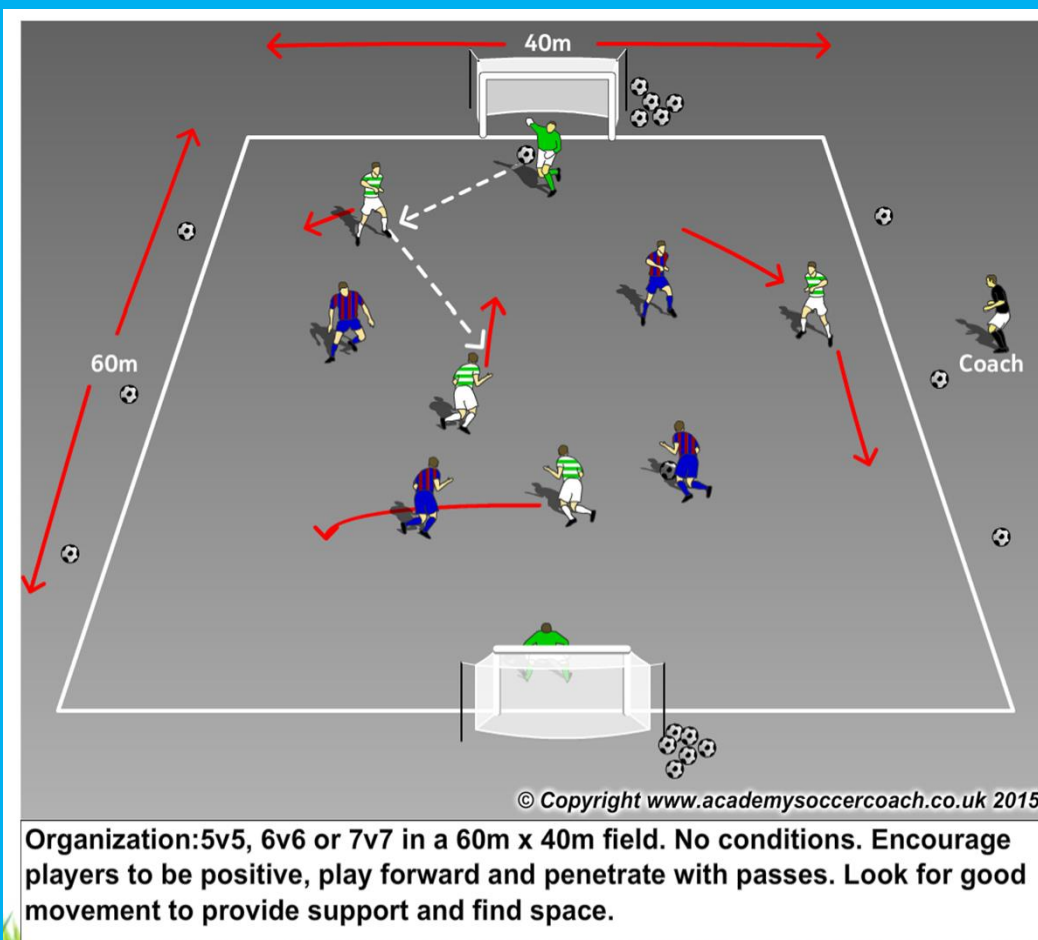 40m
60m
Coach
© Copyright www.academysoccercoach.co.uk 2015
Organization:5v5, 6v6 or 7v7 in a 60m x 40m field. No conditions. Encourage
players to be positive, play forward and penetrate with passes. Look for good
movement to provide support and find space.